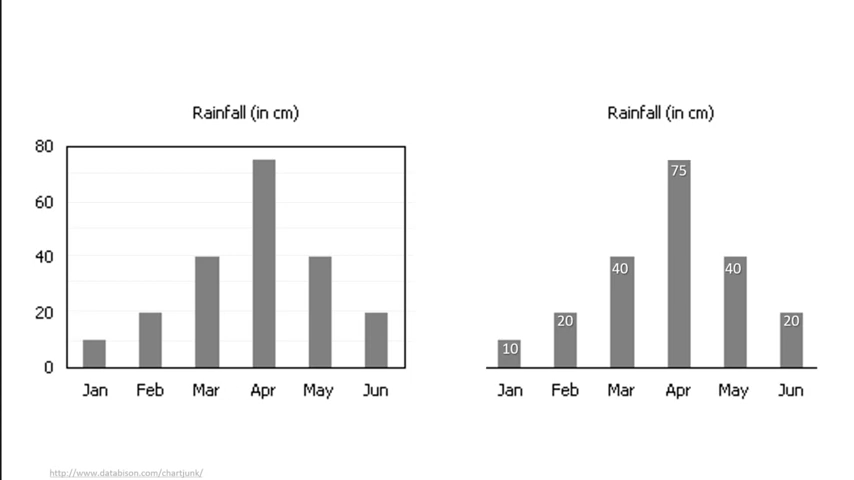 Rainfall (in cm)
80
60
40
20
0
Jan Feb Mar Apr May Jun
Rainfall (in cm)
75
40 40
20 20
10
Jan Feb Mar Apr May Jun
http://www.databison.com/chartjunk/